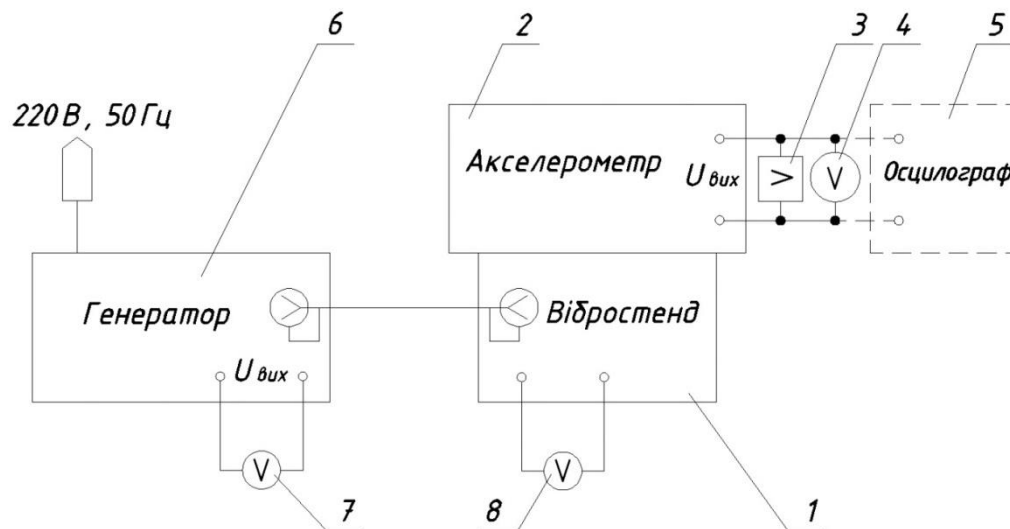 6
2
3
4
5
220 В, 50 Гц
Акселерометр
U вих
>
V
Осцилограф
Генератор
Вібростенд
U вих
V
V
7
8
1